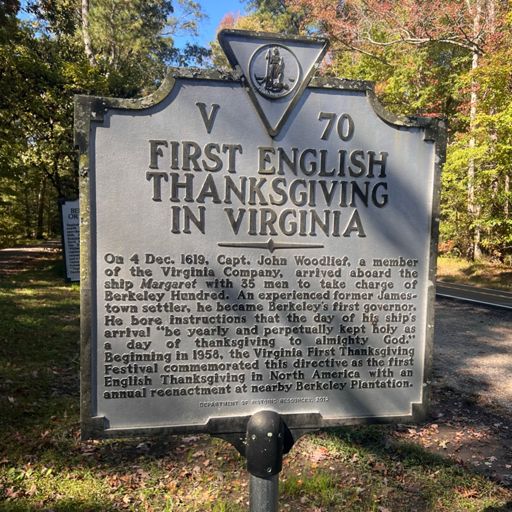 V 70
FIRST ENGLISH
THANKSGIVING
IN VIRGINIA
On 4 Dec. 1619, Capt. John Woodlief, a member
of the Virginia Company, arrived aboard the
ship Margaret with 35 men to take charge of
Berkeley Hundred. An experienced former James-
town settler, he became Berkeley's first governor.
He bore instructions that the day of his ship's
arrival "be yearly and perpetually kept holy as
a day of thanksgiving to almighty God."
Beginning in 1958, the Virginia First Thanksgiving
Festival commemorated this directive as the first
English Thanksgiving in North America with an
annual reenactment at nearby Berkeley Plantation.
DEPARTMENT OF HISTORIC RESOURCES, 2014